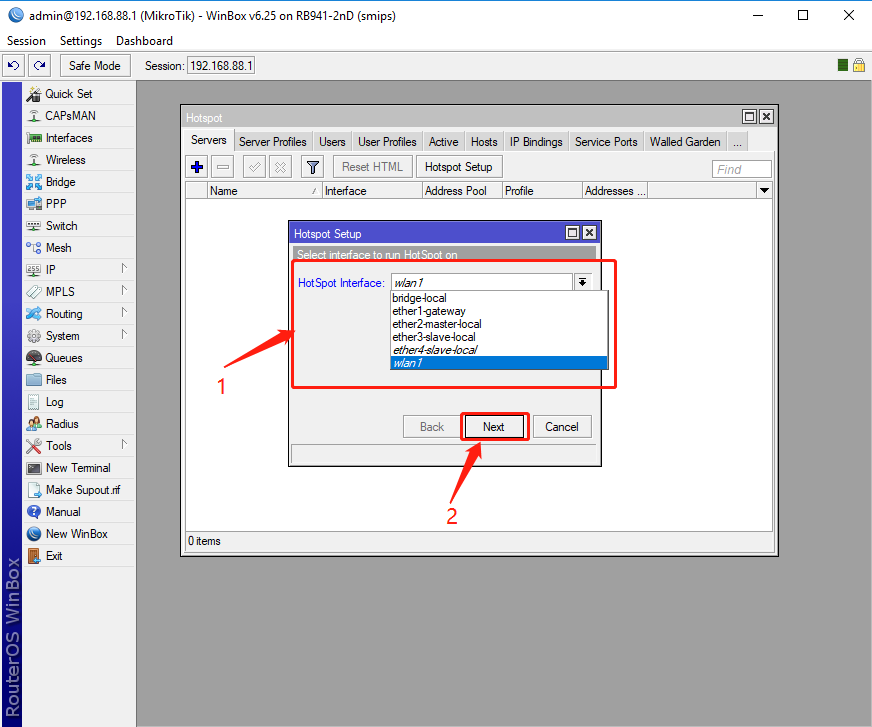 admin@192.168.88.1 (MikroTik) - WinBox v6.25 on RB941-2nD (smips)
Session Settings Dashboard
Safe Mode Session: 192.168.88.1
Quick Set
CAPsMAN
Interfaces
Wireless
Bridge
PPP
Switch
Mesh
IP
MPLS
Routing
System
Queues
Files
Log
Radius
Tools
New Terminal
Make Supout.rif
Manual
New WinBox
Exit
RouterOS WinBox
Hotspot
Servers Server Profiles Users User Profiles Active Hosts IP Bindings Service Ports Walled Garden ...
Reset HTML Hotspot Setup Find
Name Interface Address Pool Profile Addresses ...
Hotspot Setup
Select interface to run HotSpot on
HotSpot Interface: wlan1
bridge-local
ether1-gateway
ether2-master-local
ether3-slave-local
ether4-slave-local
wlan1
1
Back Next Cancel
2
0 items